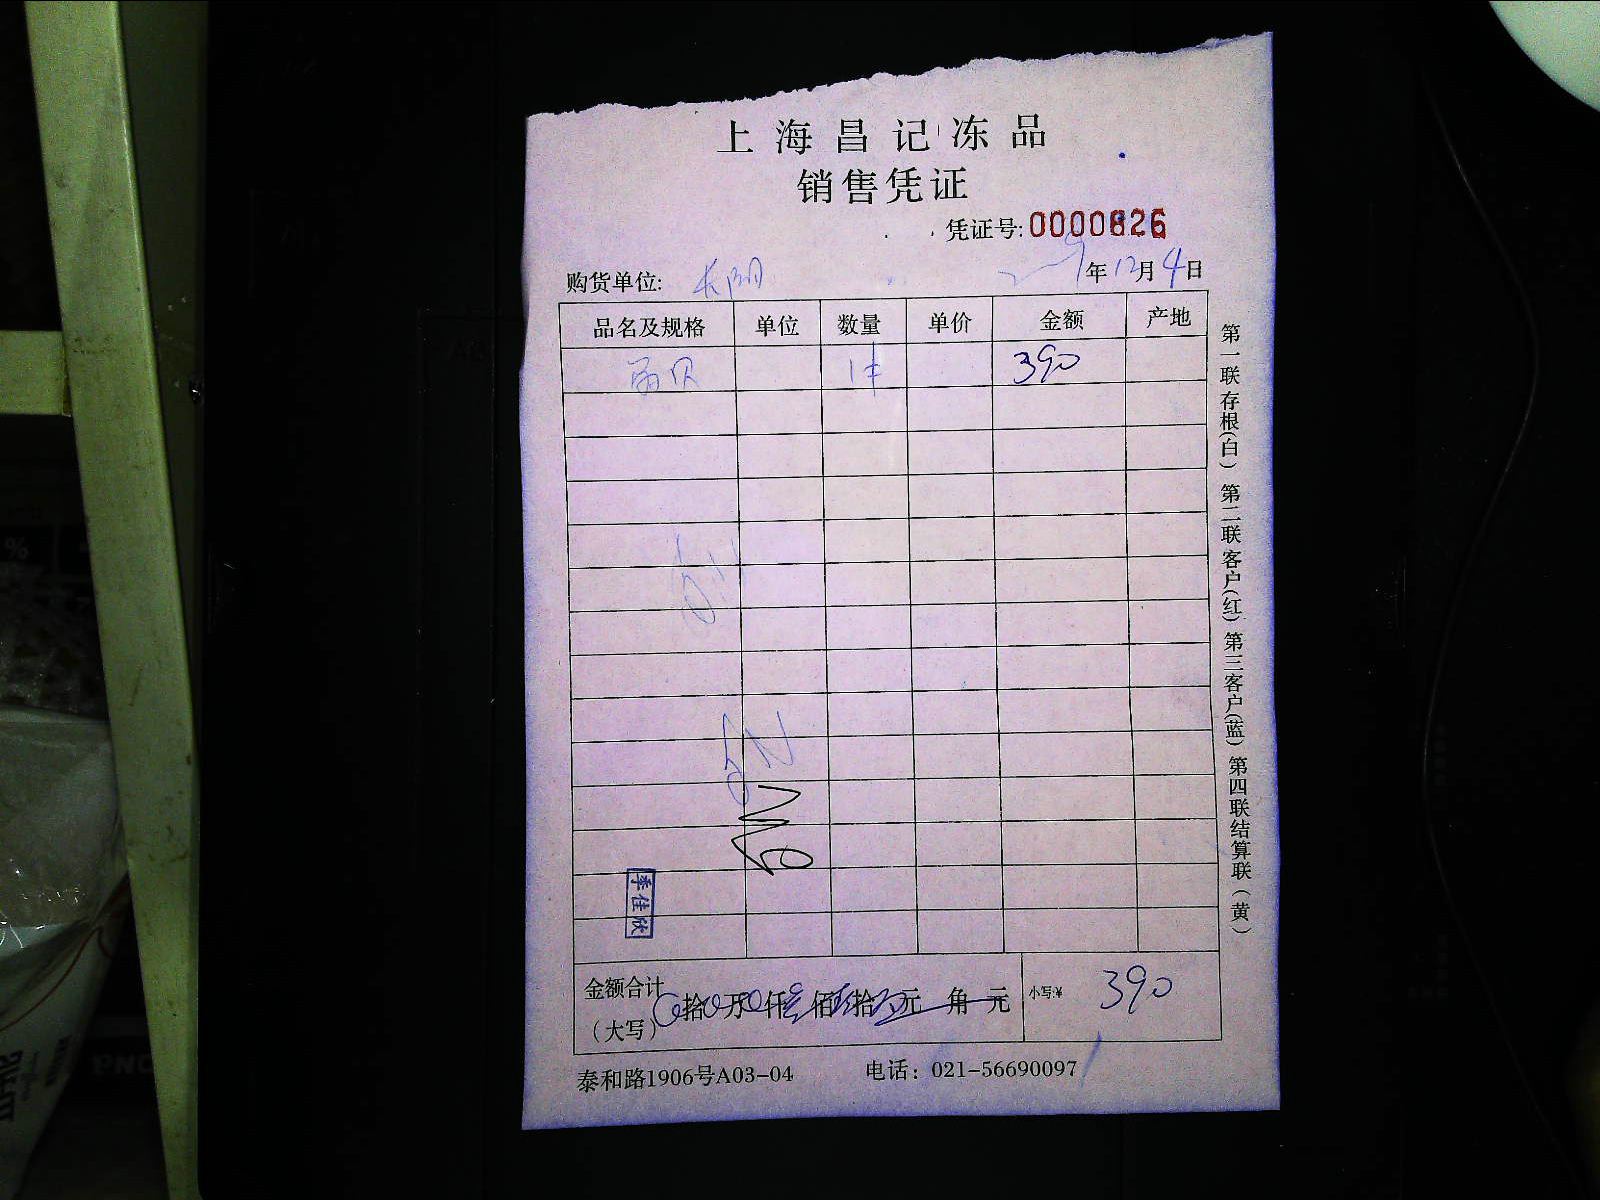 上海昌记冻品
销售凭证
凭证号:0000826
购货单位: 年12月4日
品名及规格 单位 数量 单价 金额 产地
1件 390
季佳欣
金额合计
(大写) 拾 万 仟 佰 拾 元 角 元 小写:¥ 390
泰和路1906号A03-04 电话:021-56690097
第一联存根(白) 第二联客户(红) 第三客户(蓝) 第四联结算联(黄)